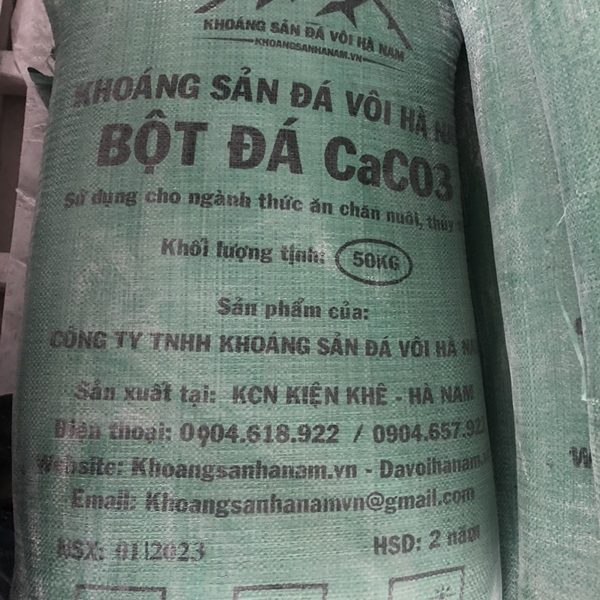 KHOÁNG SẢN ĐÁ VÔI HÀ NAM
KHOANGSANHANAM.VN
KHOÁNG SẢN ĐÁ VÔI HÀ
BỘT ĐÁ CaCO3
Sử dụng cho ngành thức ăn chăn nuôi, thủy
Khối lượng tịnh: 50KG
Sản phẩm của:
CÔNG TY TNHH KHOÁNG SẢN ĐÁ VÔI HÀ
Sản xuất tại: KCN KIỆN KHÊ - HÀ NAM
Điện thoại: 0904.618.922 / 0904.657.92
Website: Khoangsanhanam.vn - Davoihanam.
Email: Khoangsanhanamvn@gmail.com
NSX: 01|2023 HSD: 2 năm